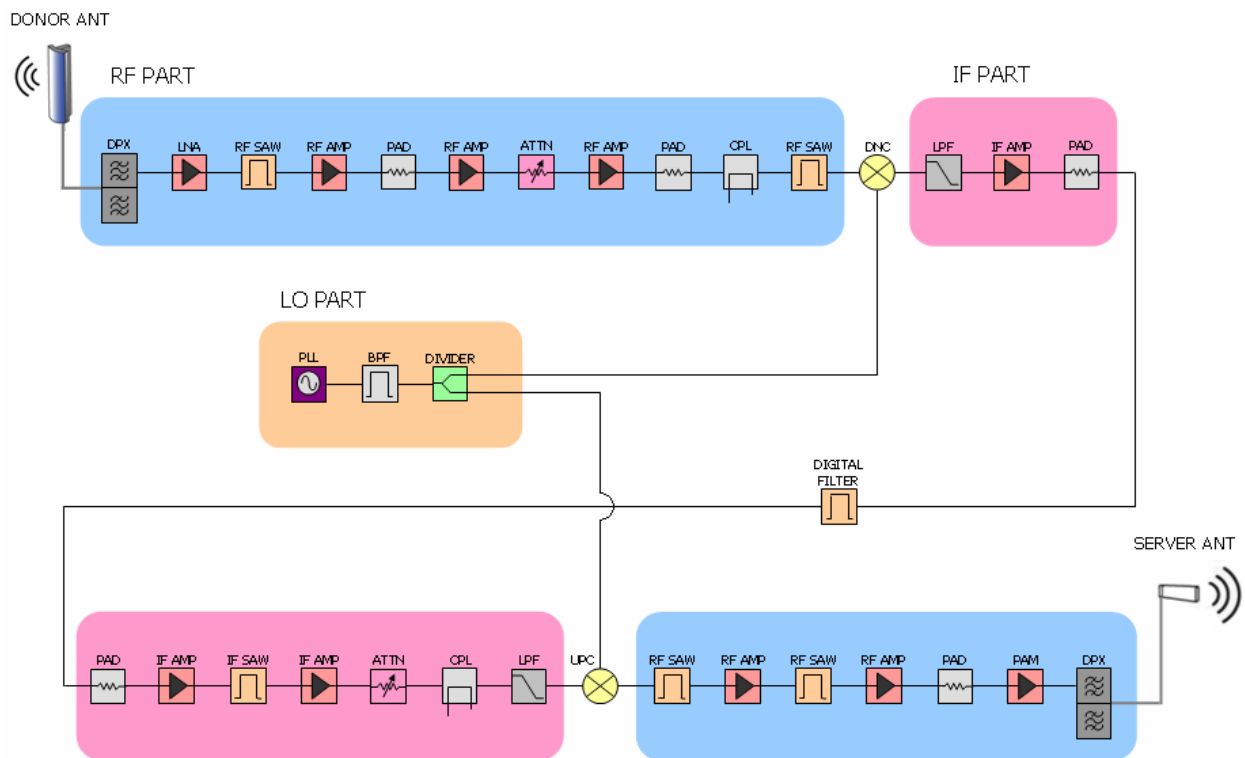 DONOR ANT
RF PART
IF PART
DPX LNA RF SAW RF AMP PAD RF AMP ATTN RF AMP PAD CPL RF SAW DNC LPF IF AMP PAD
LO PART
PLL BPF DIVIDER
DIGITAL
FILTER
SERVER ANT
PAD IF AMP IF SAW IF AMP ATTN CPL LPF UPC RF SAW RF AMP RF SAW RF AMP PAD PAM DPX